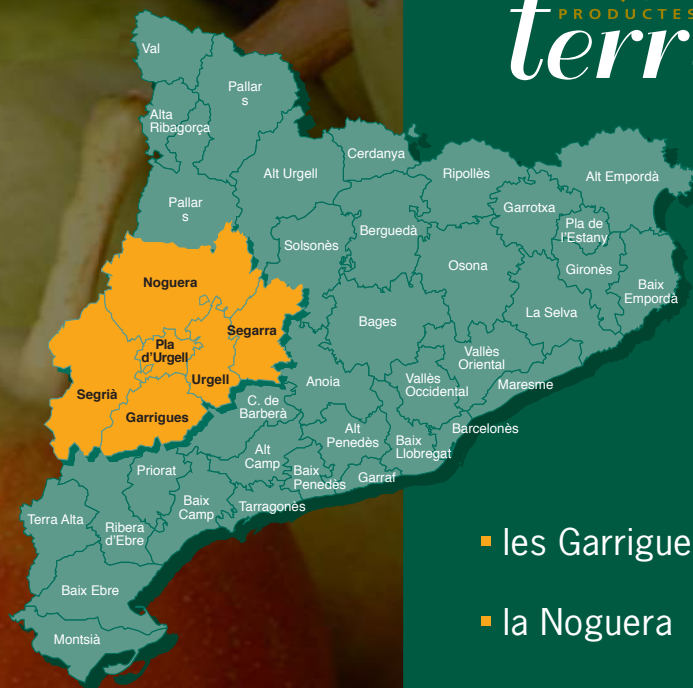 PRODUCTES
terr
Val
Pallar
s
Alta
Ribagorça
Cerdanya
Alt Urgell
Ripollès
Alt Empordà
Pallar
s
Garrotxa
Pla de
l'Estany
Berguedà
Solsonès
Osona
Gironès
Noguera
Baix
Empordà
La Selva
Bages
Segarra
Pla
d'Urgell
Vallès
Oriental
Urgell
Anoia
Vallès
Occidental
Maresme
Segrià
C. de
Barberà
Garrigues
Barcelonès
Alt
Penedès
Baix
Llobregat
Alt
Camp
Priorat
Baix
Penedès
Garraf
Baix
Camp
Tarragonès
Terra Alta
Ribera
d'Ebre
les Garrigue
Baix Ebre
la Noguera
Montsià